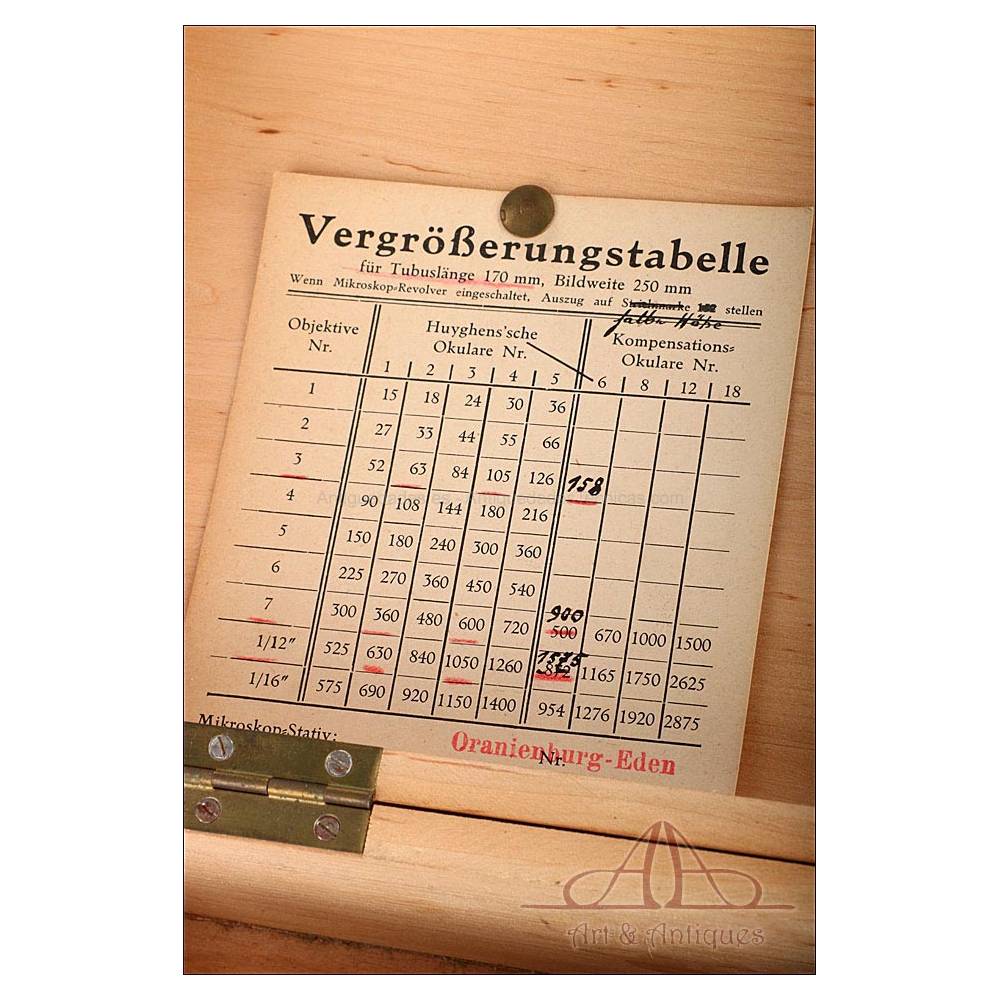 Vergrößerungstabelle
für Tubuslänge 170 mm, Bildweite 250 mm
Wenn Mikroskop-Revolver eingeschaltet, Auszug auf Strichmarke stellen
Objektive Nr.
Huyghens'sche Okulare Nr.
Kompensations- Okulare Nr.
1 2 3 4 5 6 8 12 18
1 15 18 24 30 36
2 27 33 44 55 66
3 52 63 84 105 126 158
4 90 108 144 180 216
5 150 180 240 300 360
6 225 270 360 450 540
900
7 300 360 480 600 720 500 670 1000 1500
1575
1/12" 525 630 840 1050 1260 872 1165 1750 2625
1/16" 575 690 920 1150 1400 954 1276 1920 2875
Mikroskop-Stativ:
Nr.
Oranienburg-Eden
Art & Antiques